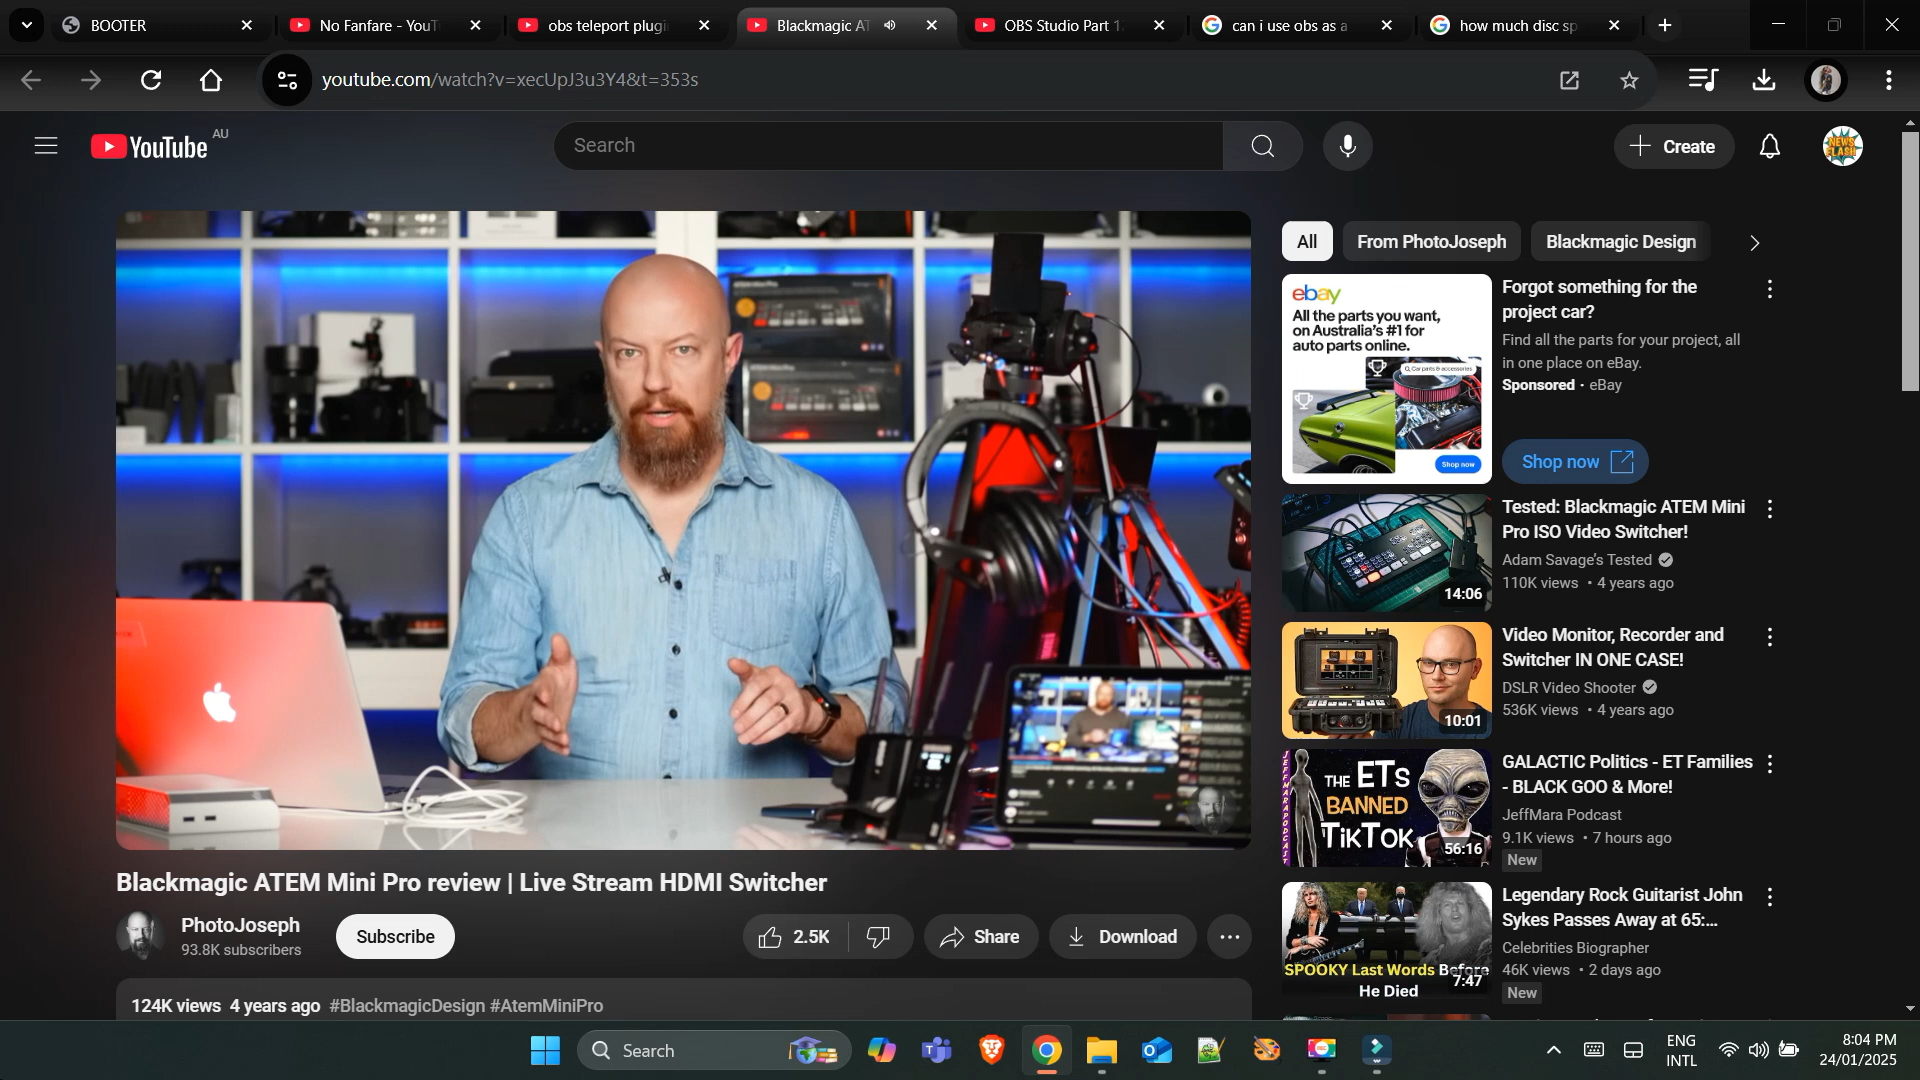 BOOTER
No Fanfare - YouT
obs teleport plugi
Blackmagic AT
OBS Studio Part 1
can i use obs as a
how much disc sp
youtube.com/watch?v=xecUpJ3u3Y4&t=353s
YouTube AU
Search
Create
NEWS FLASH
All
From PhotoJoseph
Blackmagic Design
ebay
All the parts you want,
on Australia's #1 for
auto parts online.
Car parts & accessories
Shop now
Forgot something for the
project car?
Find all the parts for your project, all
in one place on eBay.
Sponsored • eBay
Shop now
14:06
Tested: Blackmagic ATEM Mini
Pro ISO Video Switcher!
Adam Savage's Tested
110K views • 4 years ago
10:01
Video Monitor, Recorder and
Switcher IN ONE CASE!
DSLR Video Shooter
536K views • 4 years ago
JEFFMARAPODCAST
THE ETs
BANNED
TikTOK
56:16
GALACTIC Politics - ET Families
- BLACK GOO & More!
JeffMara Podcast
9.1K views • 7 hours ago
New
SPOOKY Last Words Before
He Died
7:47
Legendary Rock Guitarist John
Sykes Passes Away at 65:...
Celebrities Biographer
46K views • 2 days ago
New
Blackmagic ATEM Mini Pro review | Live Stream HDMI Switcher
PhotoJoseph
93.8K subscribers
Subscribe
2.5K
Share
Download
124K views 4 years ago #BlackmagicDesign #AtemMiniPro
Search
ENG
INTL
8:04 PM
24/01/2025